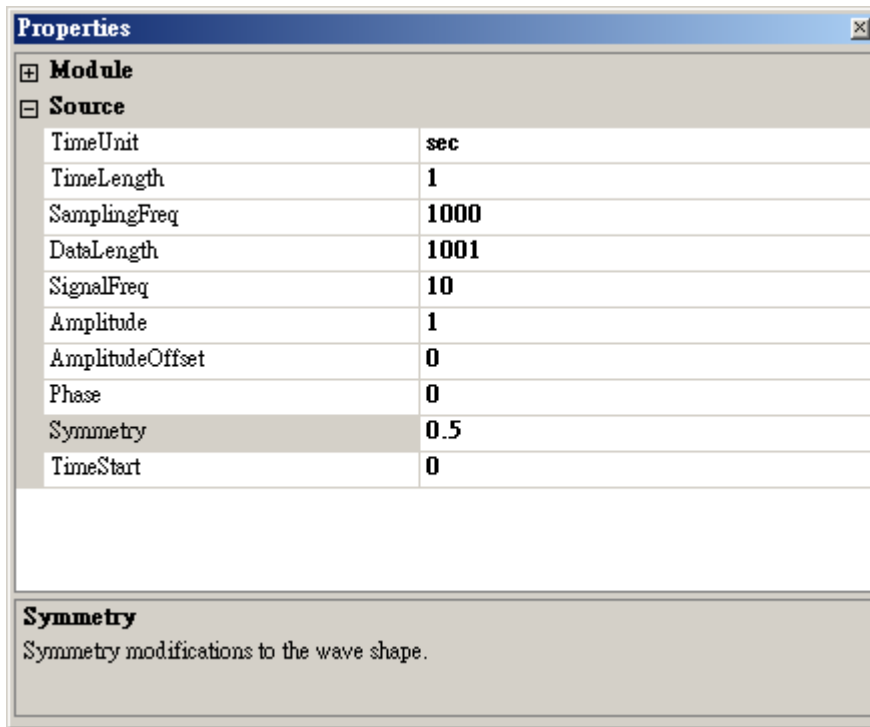 Properties
Module
Source
TimeUnit sec
TimeLength 1
SamplingFreq 1000
DataLength 1001
SignalFreq 10
Amplitude 1
AmplitudeOffset 0
Phase 0
Symmetry 0.5
TimeStart 0
Symmetry
Symmetry modifications to the wave shape.